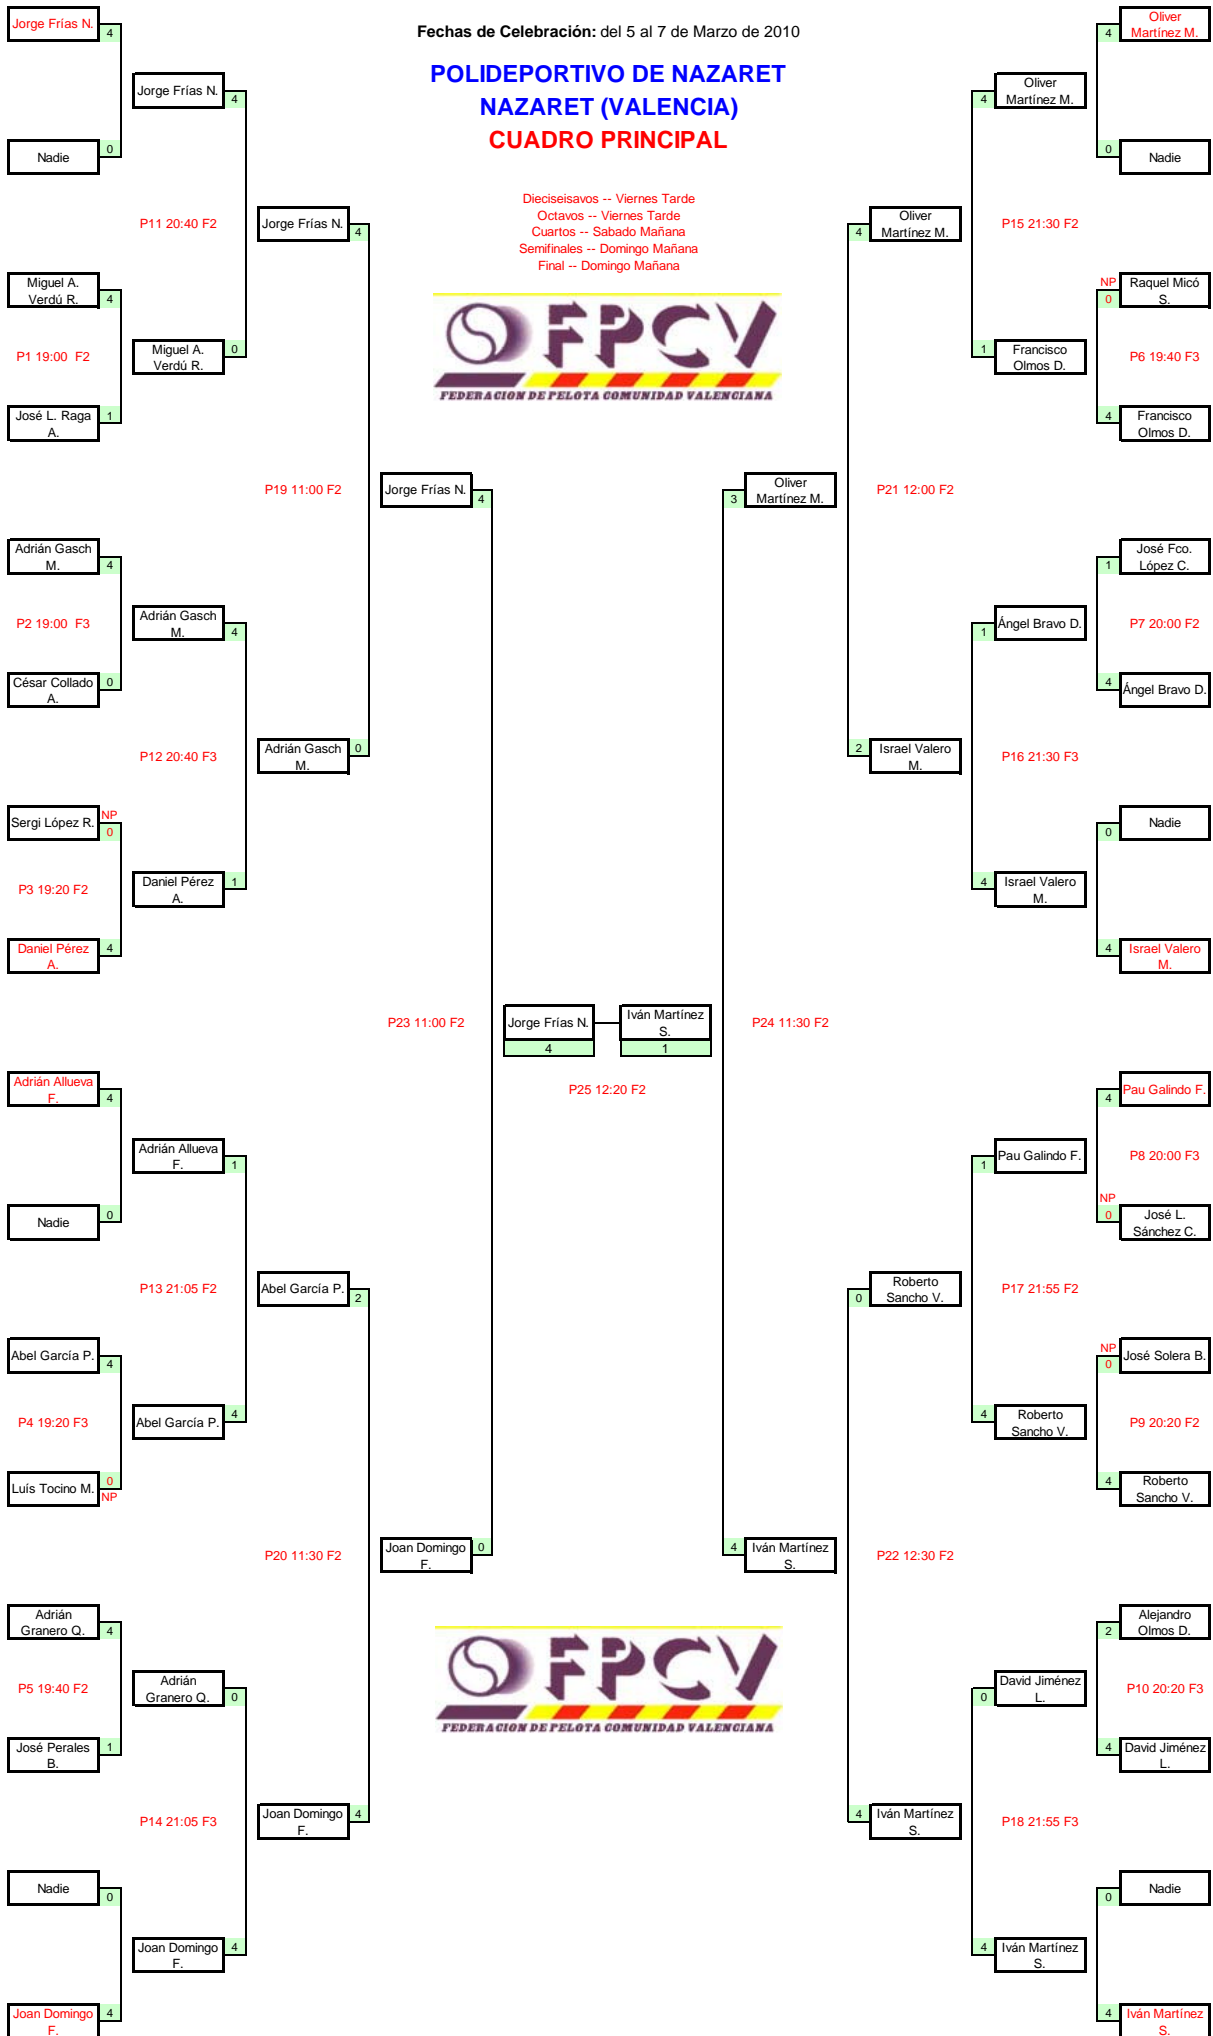 Jorge Frías N.
4
Fechas de Celebración: del 5 al 7 de Marzo de 2010
4
Oliver
Martínez M.
POLIDEPORTIVO DE NAZARET
NAZARET (VALENCIA)
CUADRO PRINCIPAL
Jorge Frías N.
4
4
Oliver
Martínez M.
Nadie
0
0
Nadie
Dieciseisavos -- Viernes Tarde
Octavos -- Viernes Tarde
Cuartos -- Sabado Mañana
Semifinales -- Domingo Mañana
Final -- Domingo Mañana
P11 20:40 F2
Jorge Frías N.
4
4
Oliver
Martínez M.
P15 21:30 F2
Miguel A.
Verdú R.
4
NP
0
Raquel Micó
S.
FPCV
FEDERACION DE PELOTA COMUNIDAD VALENCIANA
P1 19:00 F2
Miguel A.
Verdú R.
0
1
Francisco
Olmos D.
P6 19:40 F3
José L. Raga
A.
1
4
Francisco
Olmos D.
P19 11:00 F2
Jorge Frías N.
4
3
Oliver
Martínez M.
P21 12:00 F2
Adrián Gasch
M.
4
1
José Fco.
López C.
P2 19:00 F3
Adrián Gasch
M.
4
1
Ángel Bravo D.
P7 20:00 F2
César Collado
A.
0
4
Ángel Bravo D.
P12 20:40 F3
Adrián Gasch
M.
0
2
Israel Valero
M.
P16 21:30 F3
Sergi López R.
NP
0
0
Nadie
P3 19:20 F2
Daniel Pérez
A.
1
4
Israel Valero
M.
Daniel Pérez
A.
4
4
Israel Valero
M.
P23 11:00 F2
Jorge Frías N.
4
Iván Martínez
S.
1
P24 11:30 F2
P25 12:20 F2
Adrián Allueva
F.
4
4
Pau Galindo F.
Adrián Allueva
F.
1
1
Pau Galindo F.
P8 20:00 F3
Nadie
0
NP
0
José L.
Sánchez C.
P13 21:05 F2
Abel García P.
2
0
Roberto
Sancho V.
P17 21:55 F2
Abel García P.
4
NP
0
José Solera B.
P4 19:20 F3
Abel García P.
4
4
Roberto
Sancho V.
P9 20:20 F2
Luís Tocino M.
0
NP
4
Roberto
Sancho V.
P20 11:30 F2
Joan Domingo
F.
0
4
Iván Martínez
S.
P22 12:30 F2
Adrián
Granero Q.
4
2
Alejandro
Olmos D.
FPCV
FEDERACION DE PELOTA COMUNIDAD VALENCIANA
P5 19:40 F2
Adrián
Granero Q.
0
0
David Jiménez
L.
P10 20:20 F3
José Perales
B.
1
4
David Jiménez
L.
P14 21:05 F3
Joan Domingo
F.
4
4
Iván Martínez
S.
P18 21:55 F3
Nadie
0
0
Nadie
Joan Domingo
F.
4
4
Iván Martínez
S.
Joan Domingo
F.
4
4
Iván Martínez
S.